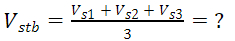 V_stb = (V_s1 + V_s2 + V_s3) / 3 = ?